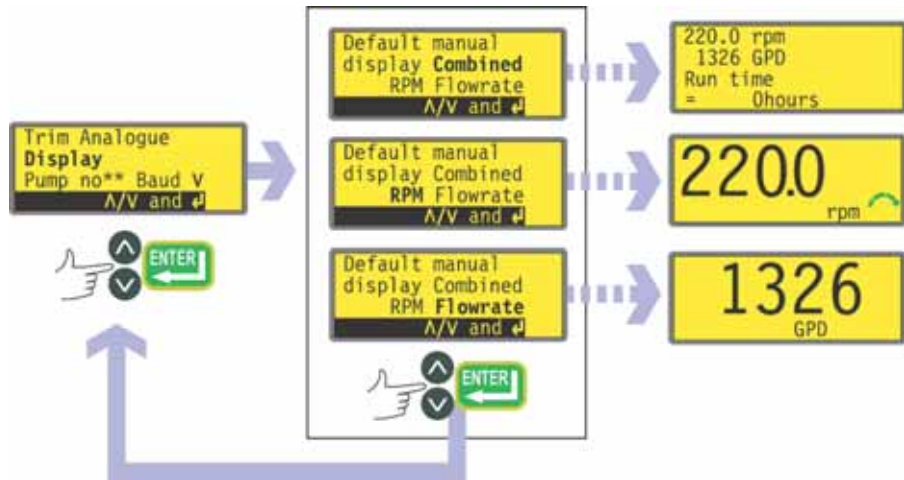 Trim Analogue
Display
Pump no** Baud V
Λ/V and ↵
ENTER
Default manual
display Combined
RPM Flowrate
Λ/V and ↵
Default manual
display Combined
RPM Flowrate
Λ/V and ↵
Default manual
display Combined
RPM Flowrate
Λ/V and ↵
ENTER
220.0 rpm
1326 GPD
Run time
= 0hours
220.0
rpm
1326
GPD